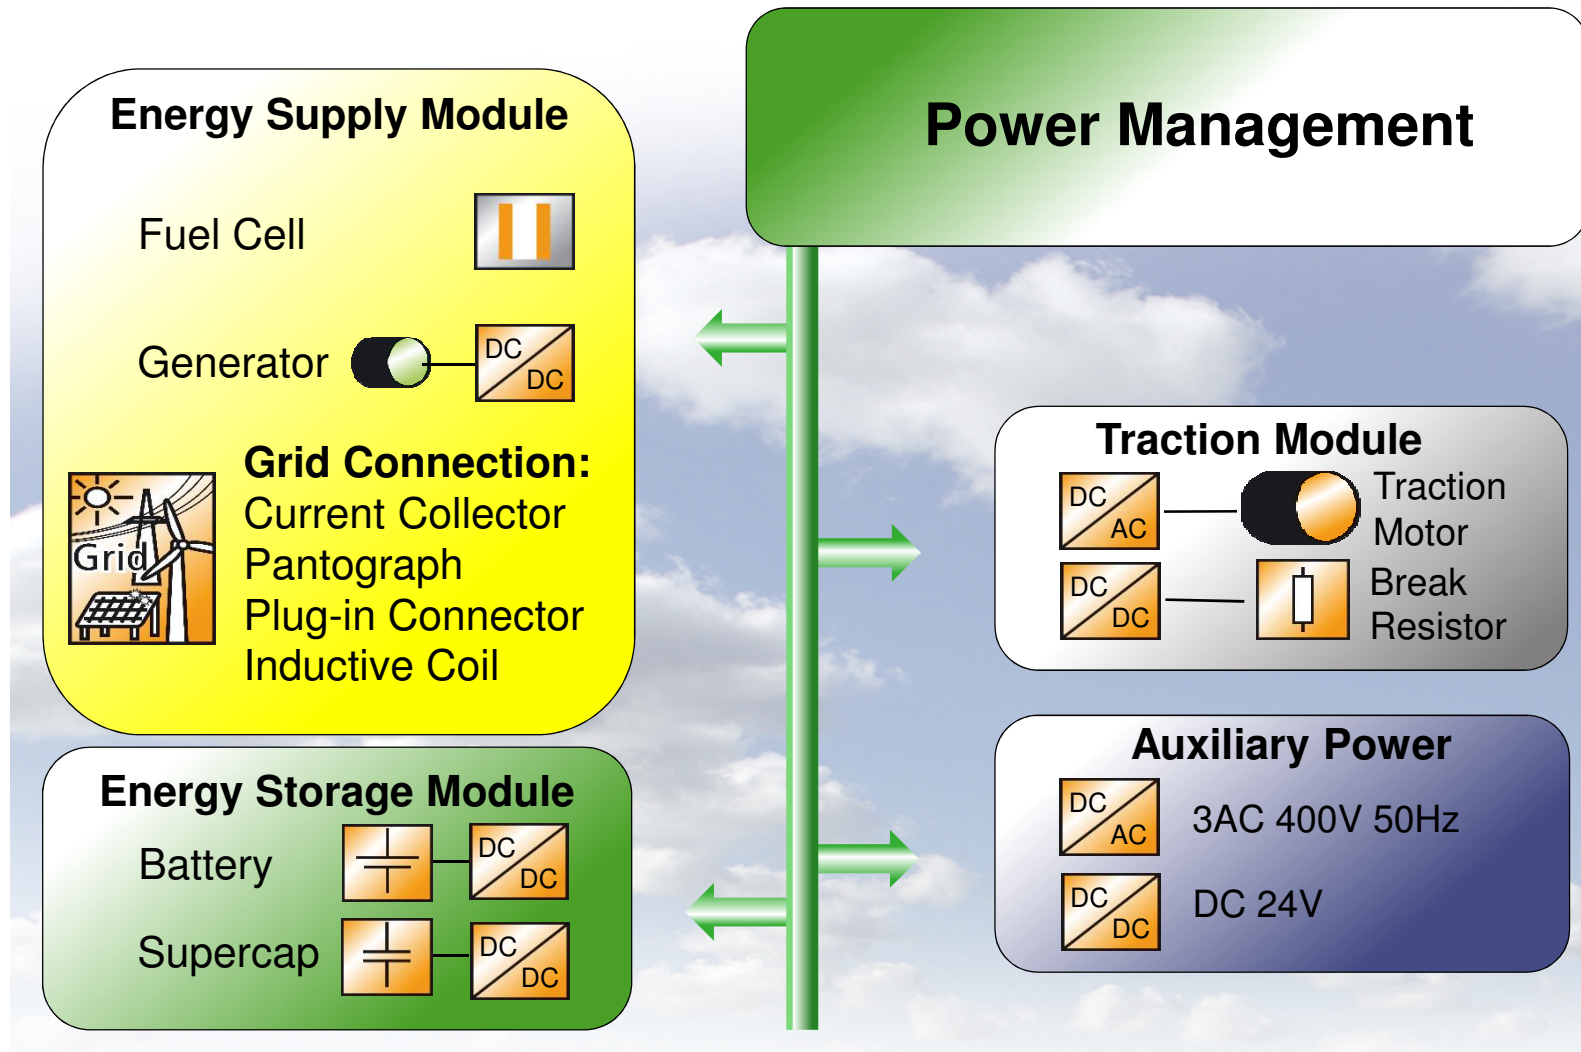 Power Management
Energy Supply Module
Fuel Cell
Generator
DC
DC
Grid
Grid Connection:
Current Collector
Pantograph
Plug-in Connector
Inductive Coil
Energy Storage Module
Battery
DC
DC
Supercap
DC
DC
Traction Module
DC
AC
Traction
Motor
DC
DC
Break
Resistor
Auxiliary Power
DC
AC
3AC 400V 50Hz
DC
DC
DC 24V